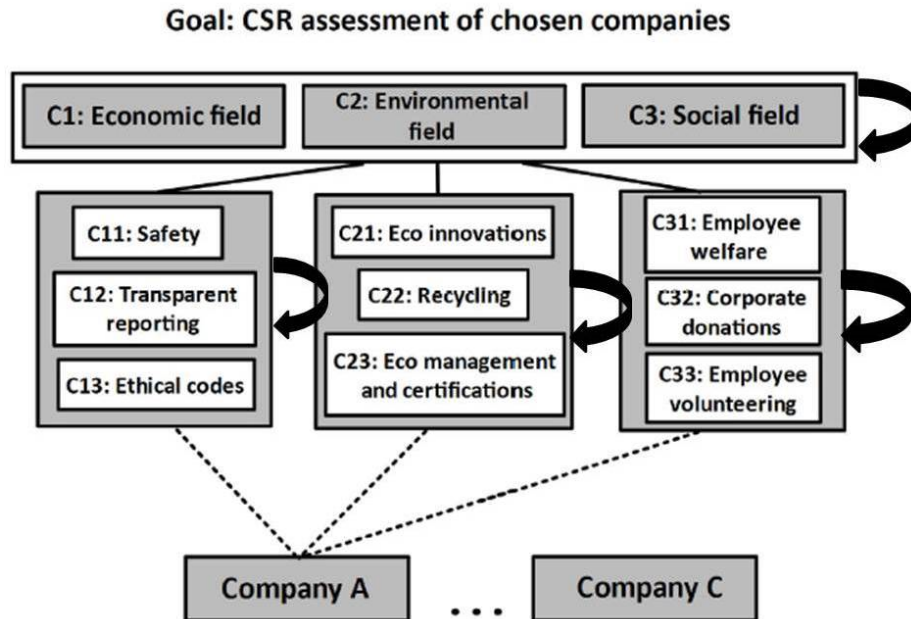 Goal: CSR assessment of chosen companies
C1: Economic field
C2: Environmental
field
C3: Social field
C11: Safety
C12: Transparent
reporting
C13: Ethical codes
C21: Eco innovations
C22: Recycling
C23: Eco management
and certifications
C31: Employee
welfare
C32: Corporate
donations
C33: Employee
volunteering
Company A
...
Company C